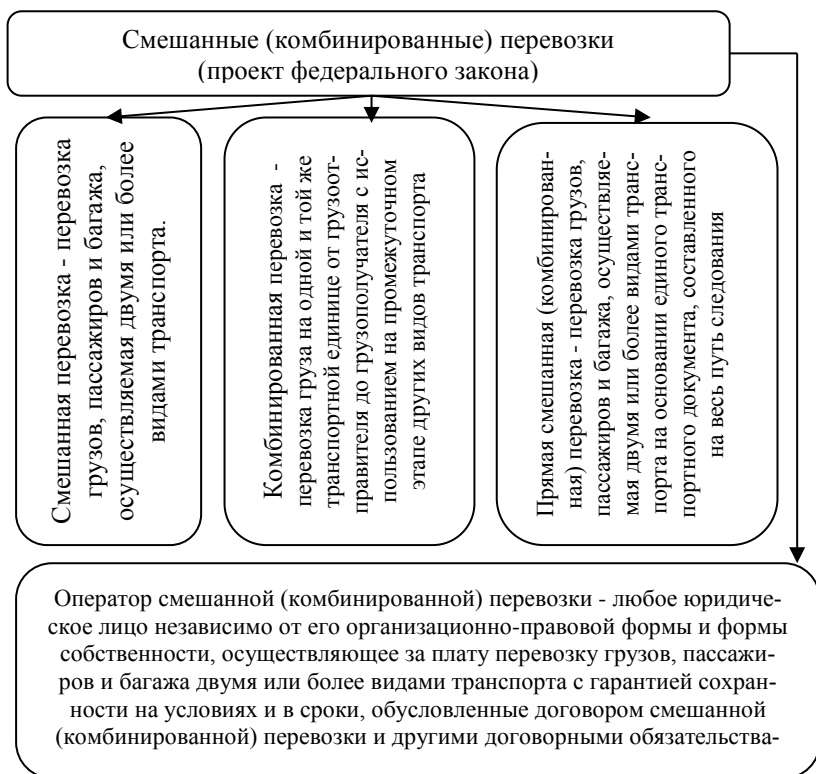 Смешанные (комбинированные) перевозки
(проект федерального закона)
Смешанная перевозка - перевозка
грузов, пассажиров и багажа,
осуществляемая двумя или более
видами транспорта.
Комбинированная перевозка -
перевозка груза на одной и той же
транспортной единице от грузоот-
правителя до грузополучателя с ис-
пользованием на промежуточном
этапе других видов транспорта
Прямая смешанная (комбинирован-
ная) перевозка - перевозка грузов,
пассажиров и багажа, осуществляе-
мая двумя или более видами транс-
порта на основании единого транс-
портного документа, составленного
на весь путь следования
Оператор смешанной (комбинированной) перевозки - любое юридиче-
ское лицо независимо от его организационно-правовой формы и формы
собственности, осуществляющее за плату перевозку грузов, пассажи-
ров и багажа двумя или более видами транспорта с гарантией сохран-
ности на условиях и в сроки, обусловленные договором смешанной
(комбинированной) перевозки и другими договорными обязательства-